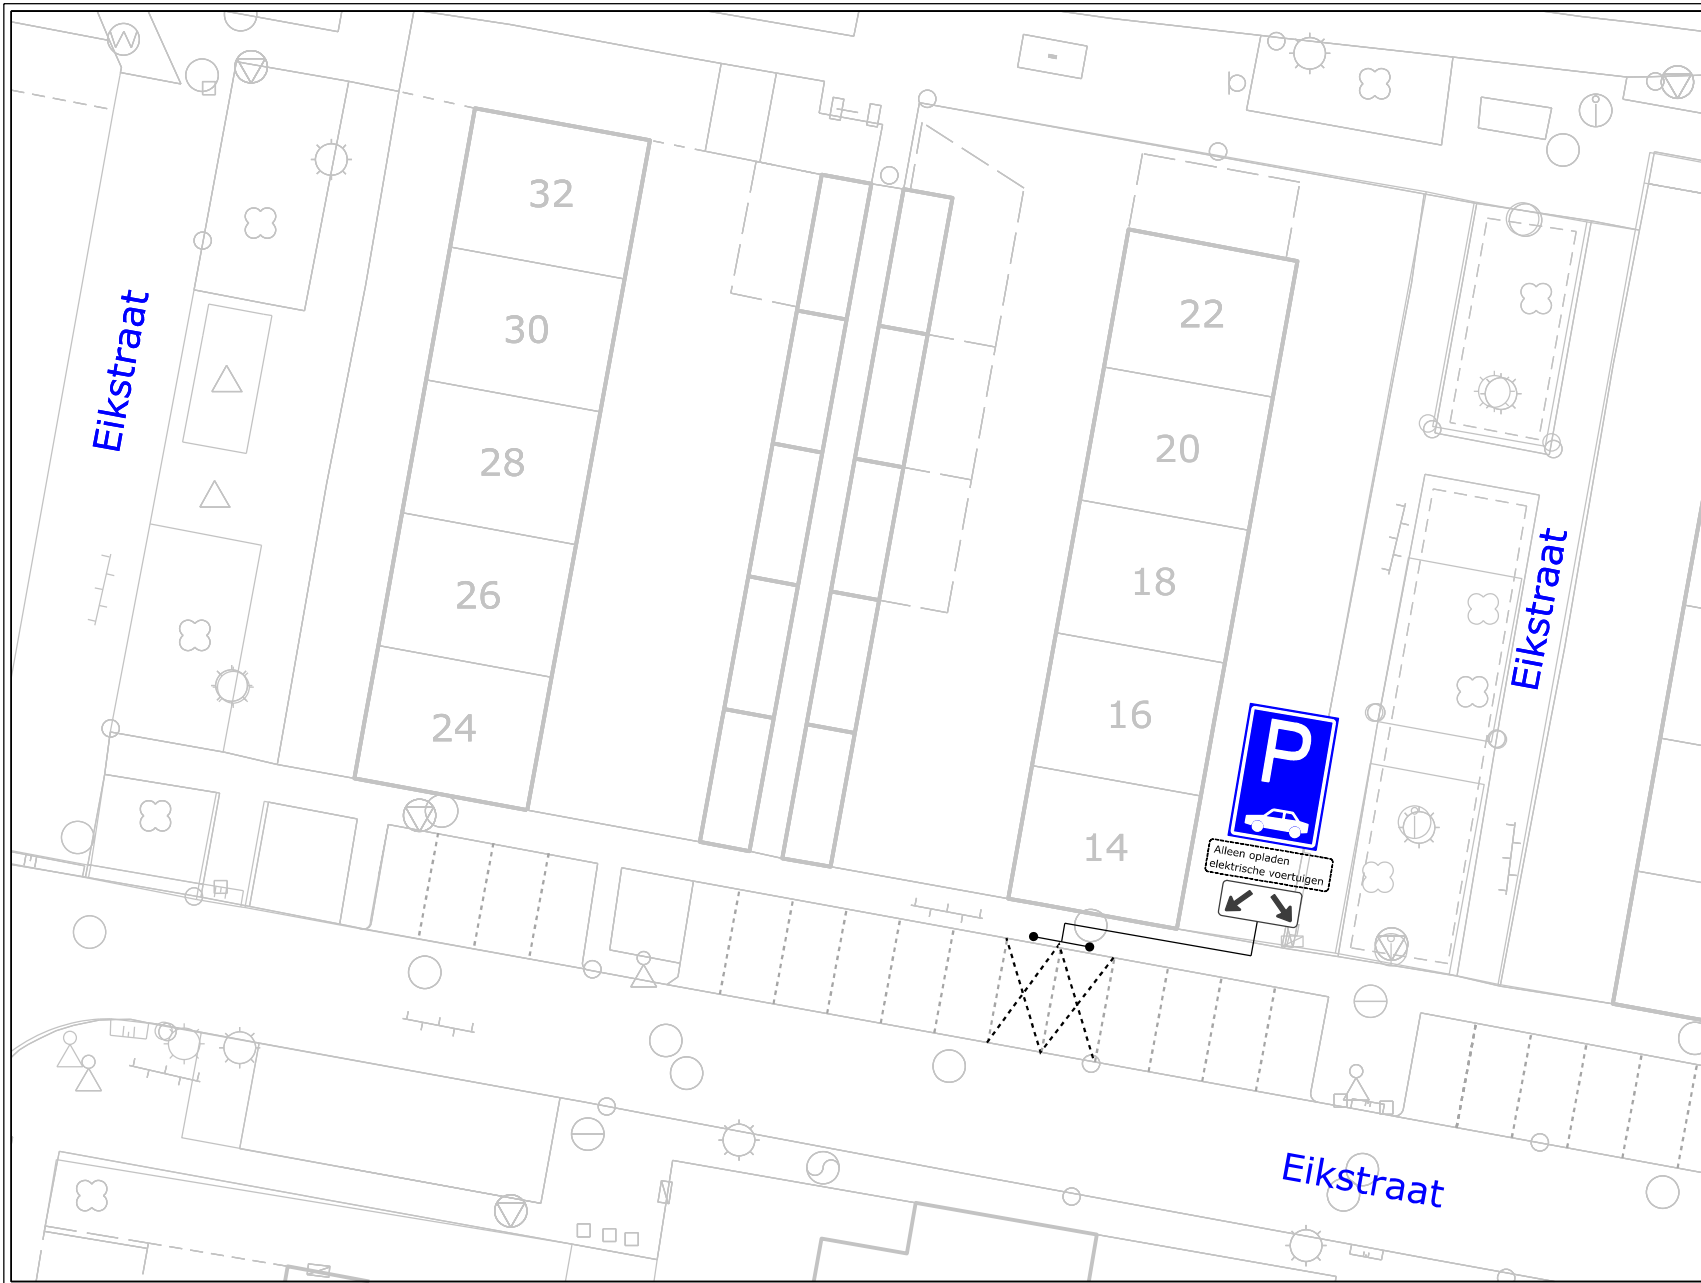 32
30
28
26
24
22
20
18
16
14
Eikstraat
Eikstraat
P
Alleen opladen
elektrische voertuigen
Eikstraat
W